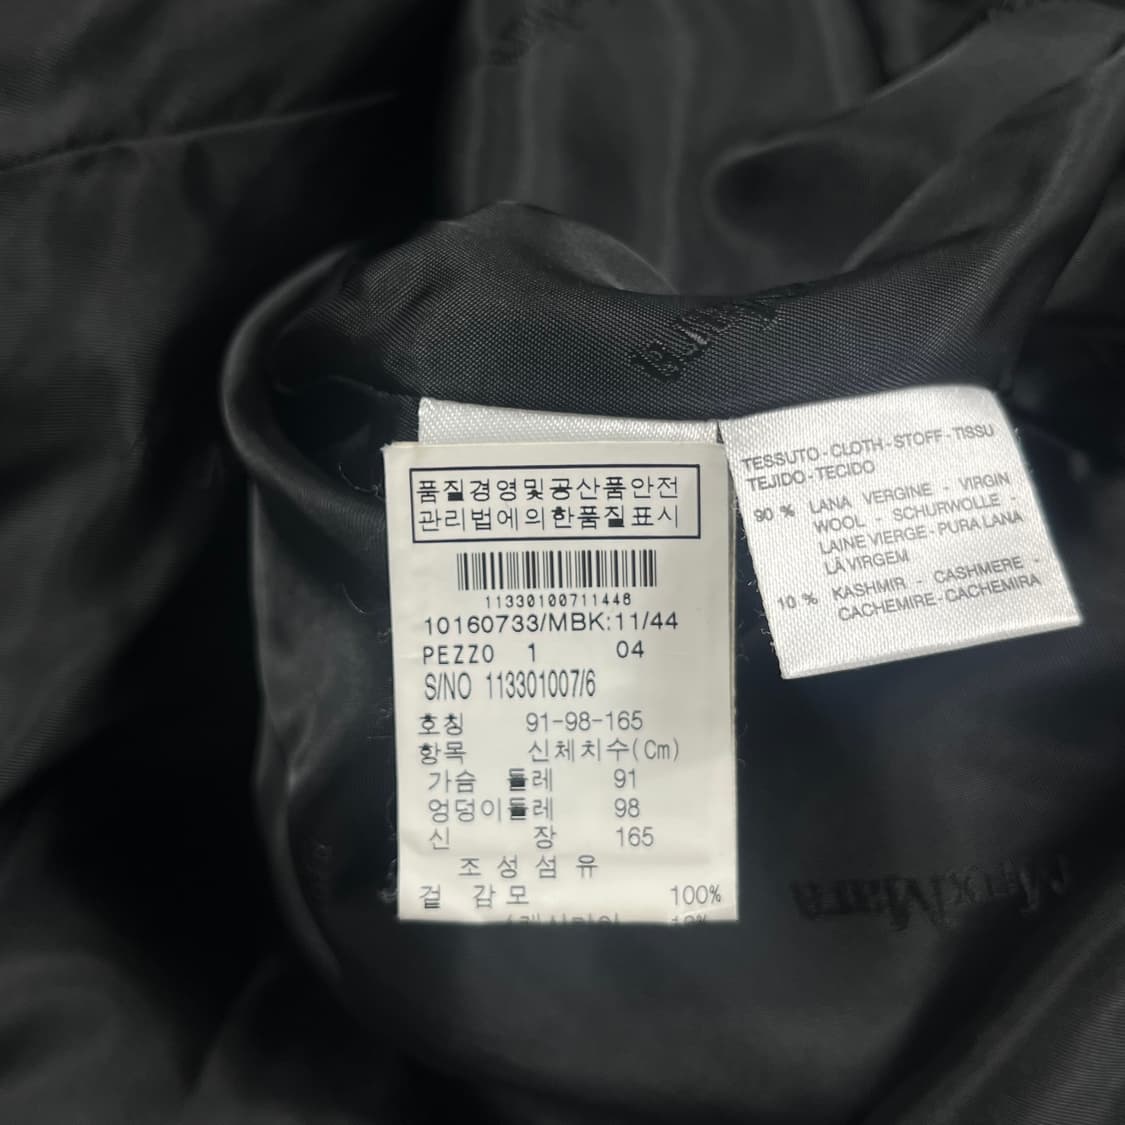 MaxMara
품질경영및공산품안전
관리법에의한품질표시
11330100711448
10160733/MBK:11/44
PEZZO 1 04
S/NO 113301007/6
호칭 91-98-165
항목 신체치수(Cm)
가슴 둘레 91
엉덩이둘레 98
신 장 165
조성섬유
겉 감모 100%
TESSUTO-CLOTH-STOFF-TISSU
TEJIDO-TECIDO
90 % LANA VERGINE - VIRGIN
WOOL - SCHURWOLLE -
LAINE VIERGE-PURA LANA
LÃ VIRGEM
10 % KASHMIR - CASHMERE -
CACHEMIRE-CACHEMIRA
MaxMara